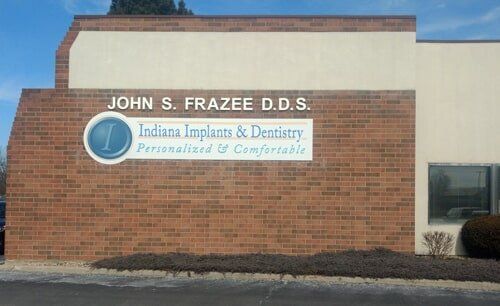 JOHN S. FRAZEE D.D.S.
I Indiana Implants & Dentistry
Personalized & Comfortable